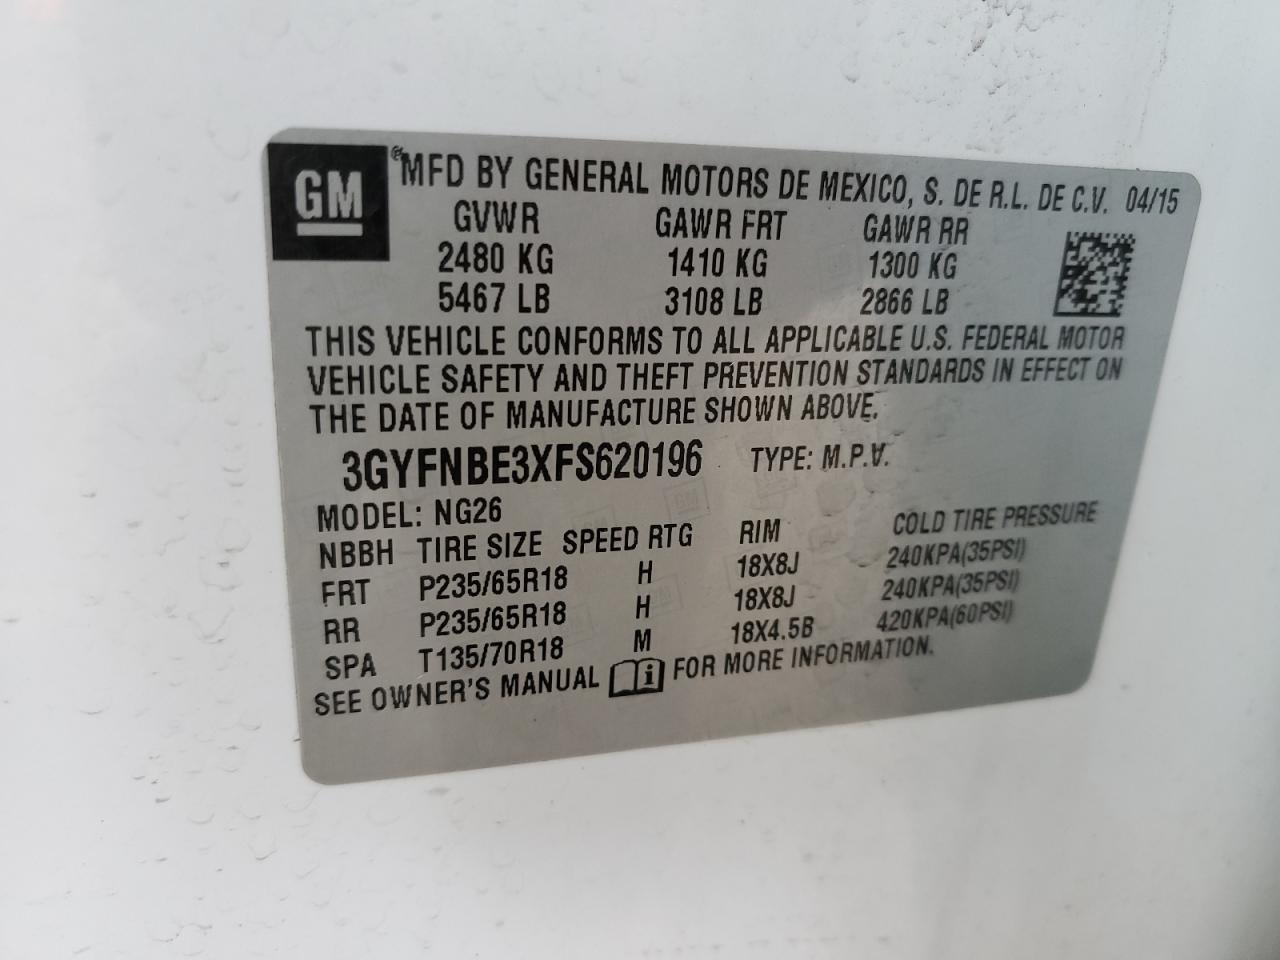 GM
® MFD BY GENERAL MOTORS DE MEXICO, S. DE R.L. DE C.V. 04/15
GVWR GAWR FRT GAWR RR
2480 KG 1410 KG 1300 KG
5467 LB 3108 LB 2866 LB
THIS VEHICLE CONFORMS TO ALL APPLICABLE U.S. FEDERAL MOTOR
VEHICLE SAFETY AND THEFT PREVENTION STANDARDS IN EFFECT ON
THE DATE OF MANUFACTURE SHOWN ABOVE.
3GYFNBE3XFS620196 TYPE: M.P.V.
MODEL: NG26
NBBH TIRE SIZE SPEED RTG RIM COLD TIRE PRESSURE
FRT P235/65R18 H 18X8J 240KPA(35PSI)
RR P235/65R18 H 18X8J 240KPA(35PSI)
SPA T135/70R18 M 18X4.5B 420KPA(60PSI)
SEE OWNER'S MANUAL i FOR MORE INFORMATION.